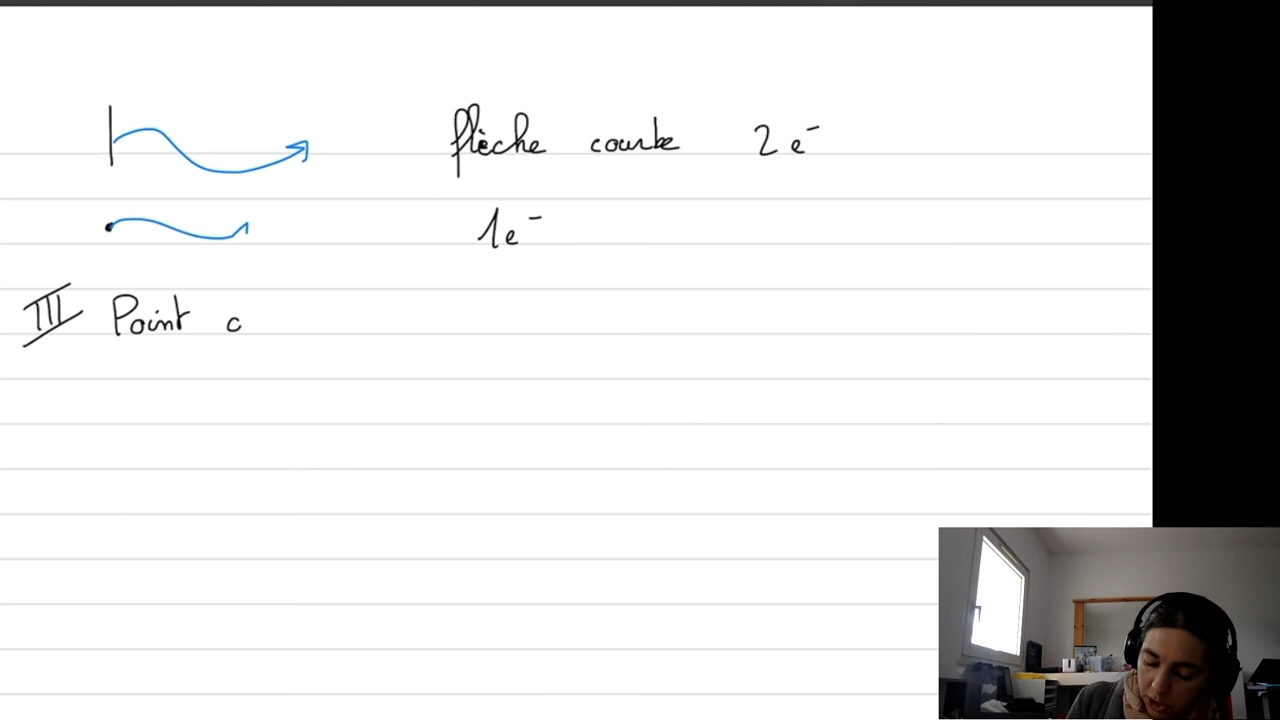 flèche courbe 2 e⁻
1e⁻
III Point c